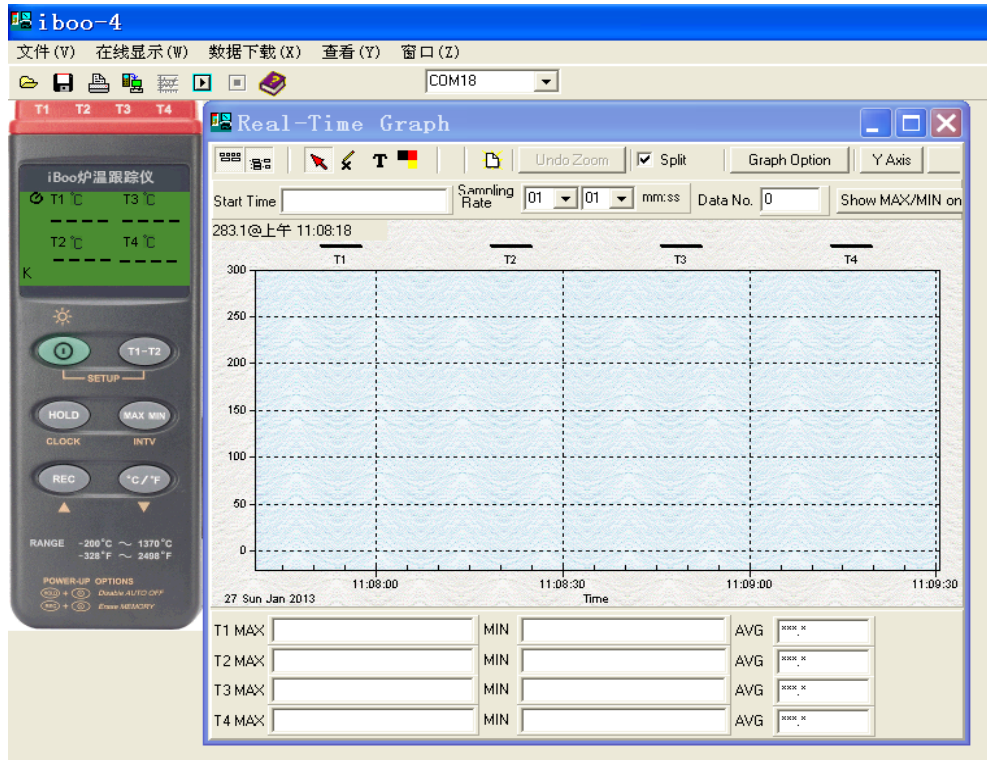 iboo-4
文件(V) 在线显示(W) 数据下载(X) 查看(Y) 窗口(Z)
COM18
T1 T2 T3 T4
iBoo炉温跟踪仪
T1 ℃ T3 ℃
---- ----
T2 ℃ T4 ℃
---- ----
K
T1-T2
SETUP
HOLD MAX MIN
CLOCK INTV
REC °C/°F
RANGE -200°C ～ 1370°C
-328°F ～ 2498°F
POWER-UP OPTIONS
HOLD + Disable AUTO OFF
REC + Erase MEMORY
Real-Time Graph
T Undo Zoom Split Graph Option Y Axis
Start Time Sampling Rate 01 01 mm:ss Data No. 0 Show MAX/MIN on
283.1@上午 11:08:18
T1 T2 T3 T4
300
250
200
150
100
50
0
11:08:00 11:08:30 11:09:00 11:09:30
27 Sun Jan 2013 Time
T1 MAX MIN AVG ***.*
T2 MAX MIN AVG ***.*
T3 MAX MIN AVG ***.*
T4 MAX MIN AVG ***.*